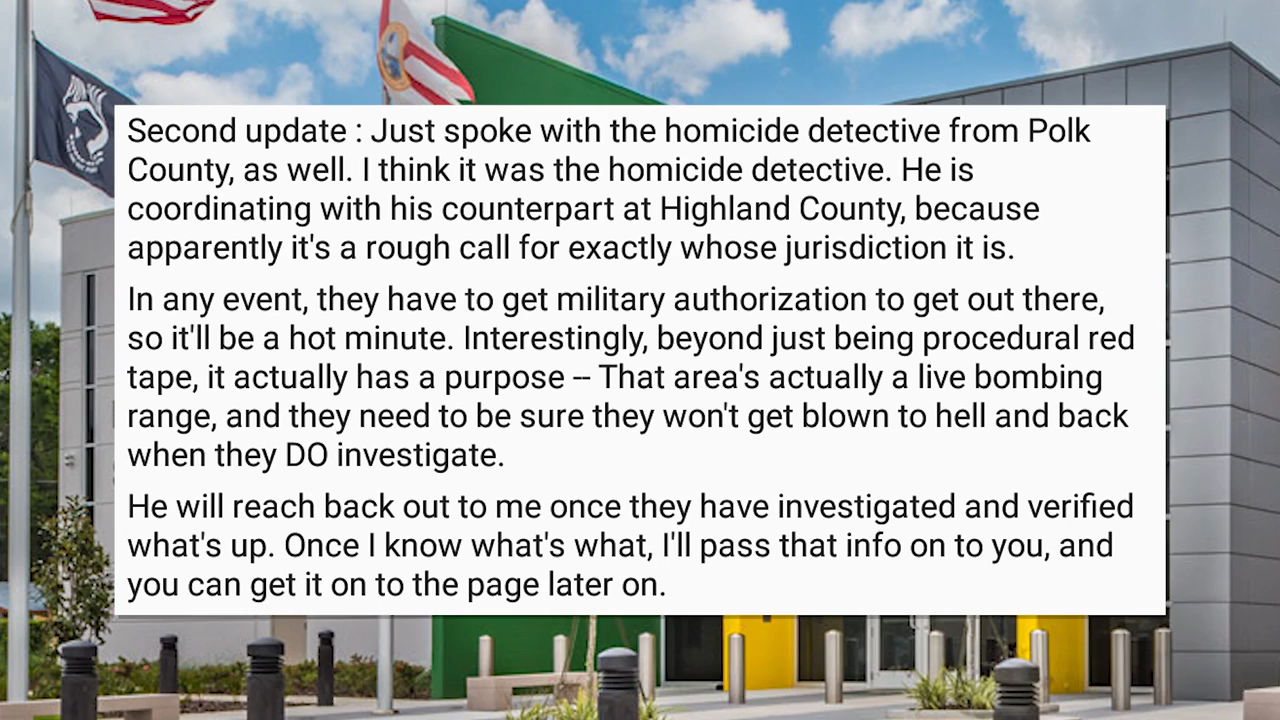 Second update : Just spoke with the homicide detective from Polk
County, as well. I think it was the homicide detective. He is
coordinating with his counterpart at Highland County, because
apparently it's a rough call for exactly whose jurisdiction it is.
In any event, they have to get military authorization to get out there,
so it'll be a hot minute. Interestingly, beyond just being procedural red
tape, it actually has a purpose -- That area's actually a live bombing
range, and they need to be sure they won't get blown to hell and back
when they DO investigate.
He will reach back out to me once they have investigated and verified
what's up. Once I know what's what, I'll pass that info on to you, and
you can get it on to the page later on.